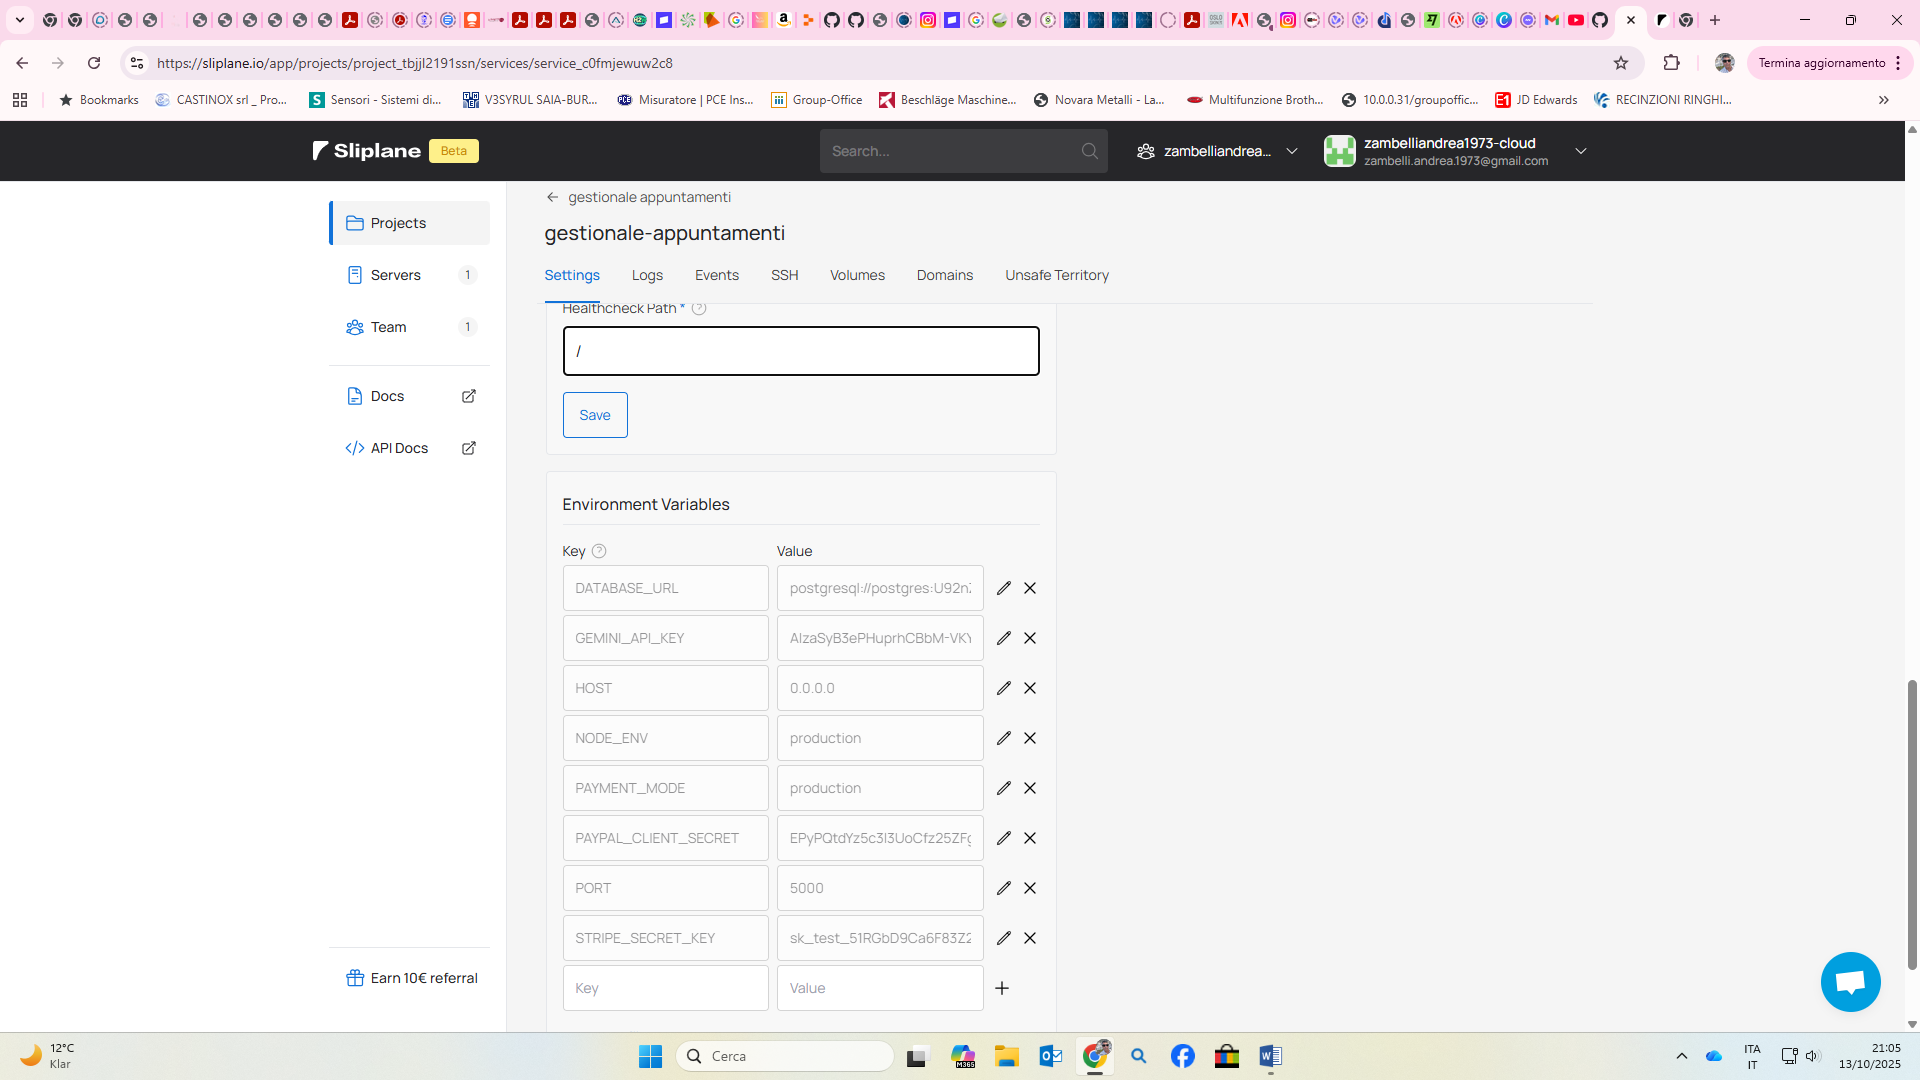 https://sliplane.io/app/projects/project_tbjjl2191ssn/services/service_c0fmjewuw2c8
Termina aggiornamento
Bookmarks
CASTINOX srl _ Pro...
Sensori - Sistemi di...
V3SYRUL SAIA-BUR...
Misuratore | PCE Ins...
Group-Office
Beschläge Maschine...
Novara Metalli - La...
Multifunzione Broth...
10.0.0.31/groupoffic...
JD Edwards
RECINZIONI RINGHI...
Sliplane
Beta
Search...
zambelliandrea...
zambelliandrea1973-cloud
zambelli.andrea.1973@gmail.com
Projects
Servers 1
Team 1
Docs
API Docs
Earn 10€ referral
gestionale appuntamenti
gestionale-appuntamenti
Settings Logs Events SSH Volumes Domains Unsafe Territory
Healthcheck Path *
/
Save
Environment Variables
Key Value
DATABASE_URL postgresql://postgres:U92nZ
GEMINI_API_KEY AIzaSyB3ePHuprhCBbM-VKY
HOST 0.0.0.0
NODE_ENV production
PAYMENT_MODE production
PAYPAL_CLIENT_SECRET EPyPQtdYz5c3I3UoCfz25ZFg
PORT 5000
STRIPE_SECRET_KEY sk_test_51RGbD9Ca6F83Z2
Key Value
12°C
Klar
Cerca
ITA
IT
21:05
13/10/2025